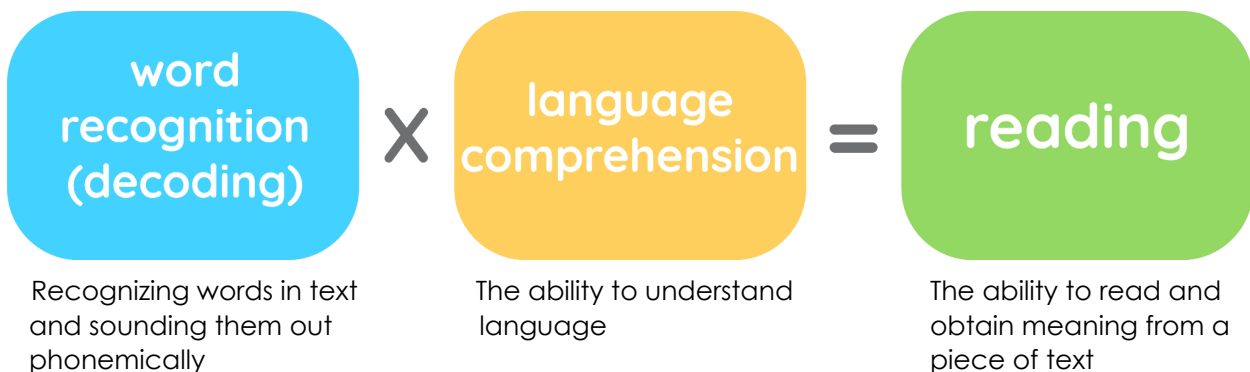 word
recognition
(decoding)
X
language
comprehension
=
reading
Recognizing words in text
and sounding them out
phonemically
The ability to understand
language
The ability to read and
obtain meaning from a
piece of text